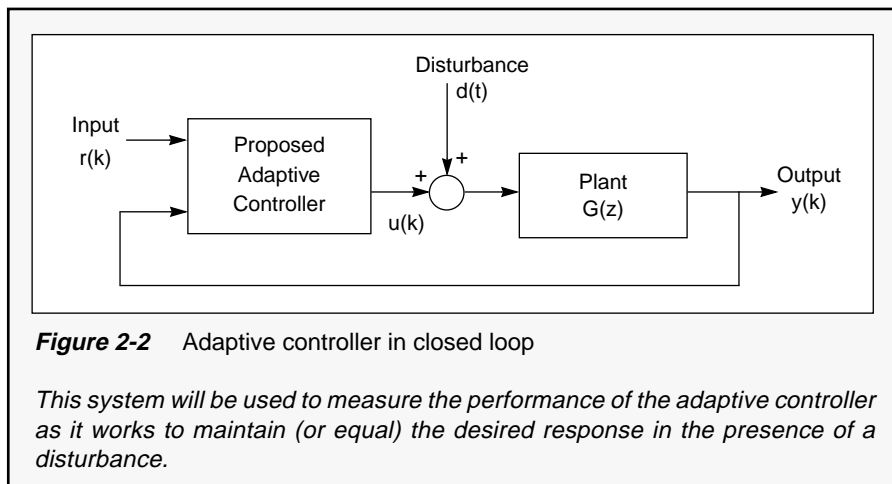 Disturbance
d(t)
Input
r(k)
Proposed
Adaptive
Controller
+
+
u(k)
Plant
G(z)
Output
y(k)
Figure 2-2 Adaptive controller in closed loop
This system will be used to measure the performance of the adaptive controller
as it works to maintain (or equal) the desired response in the presence of a
disturbance.